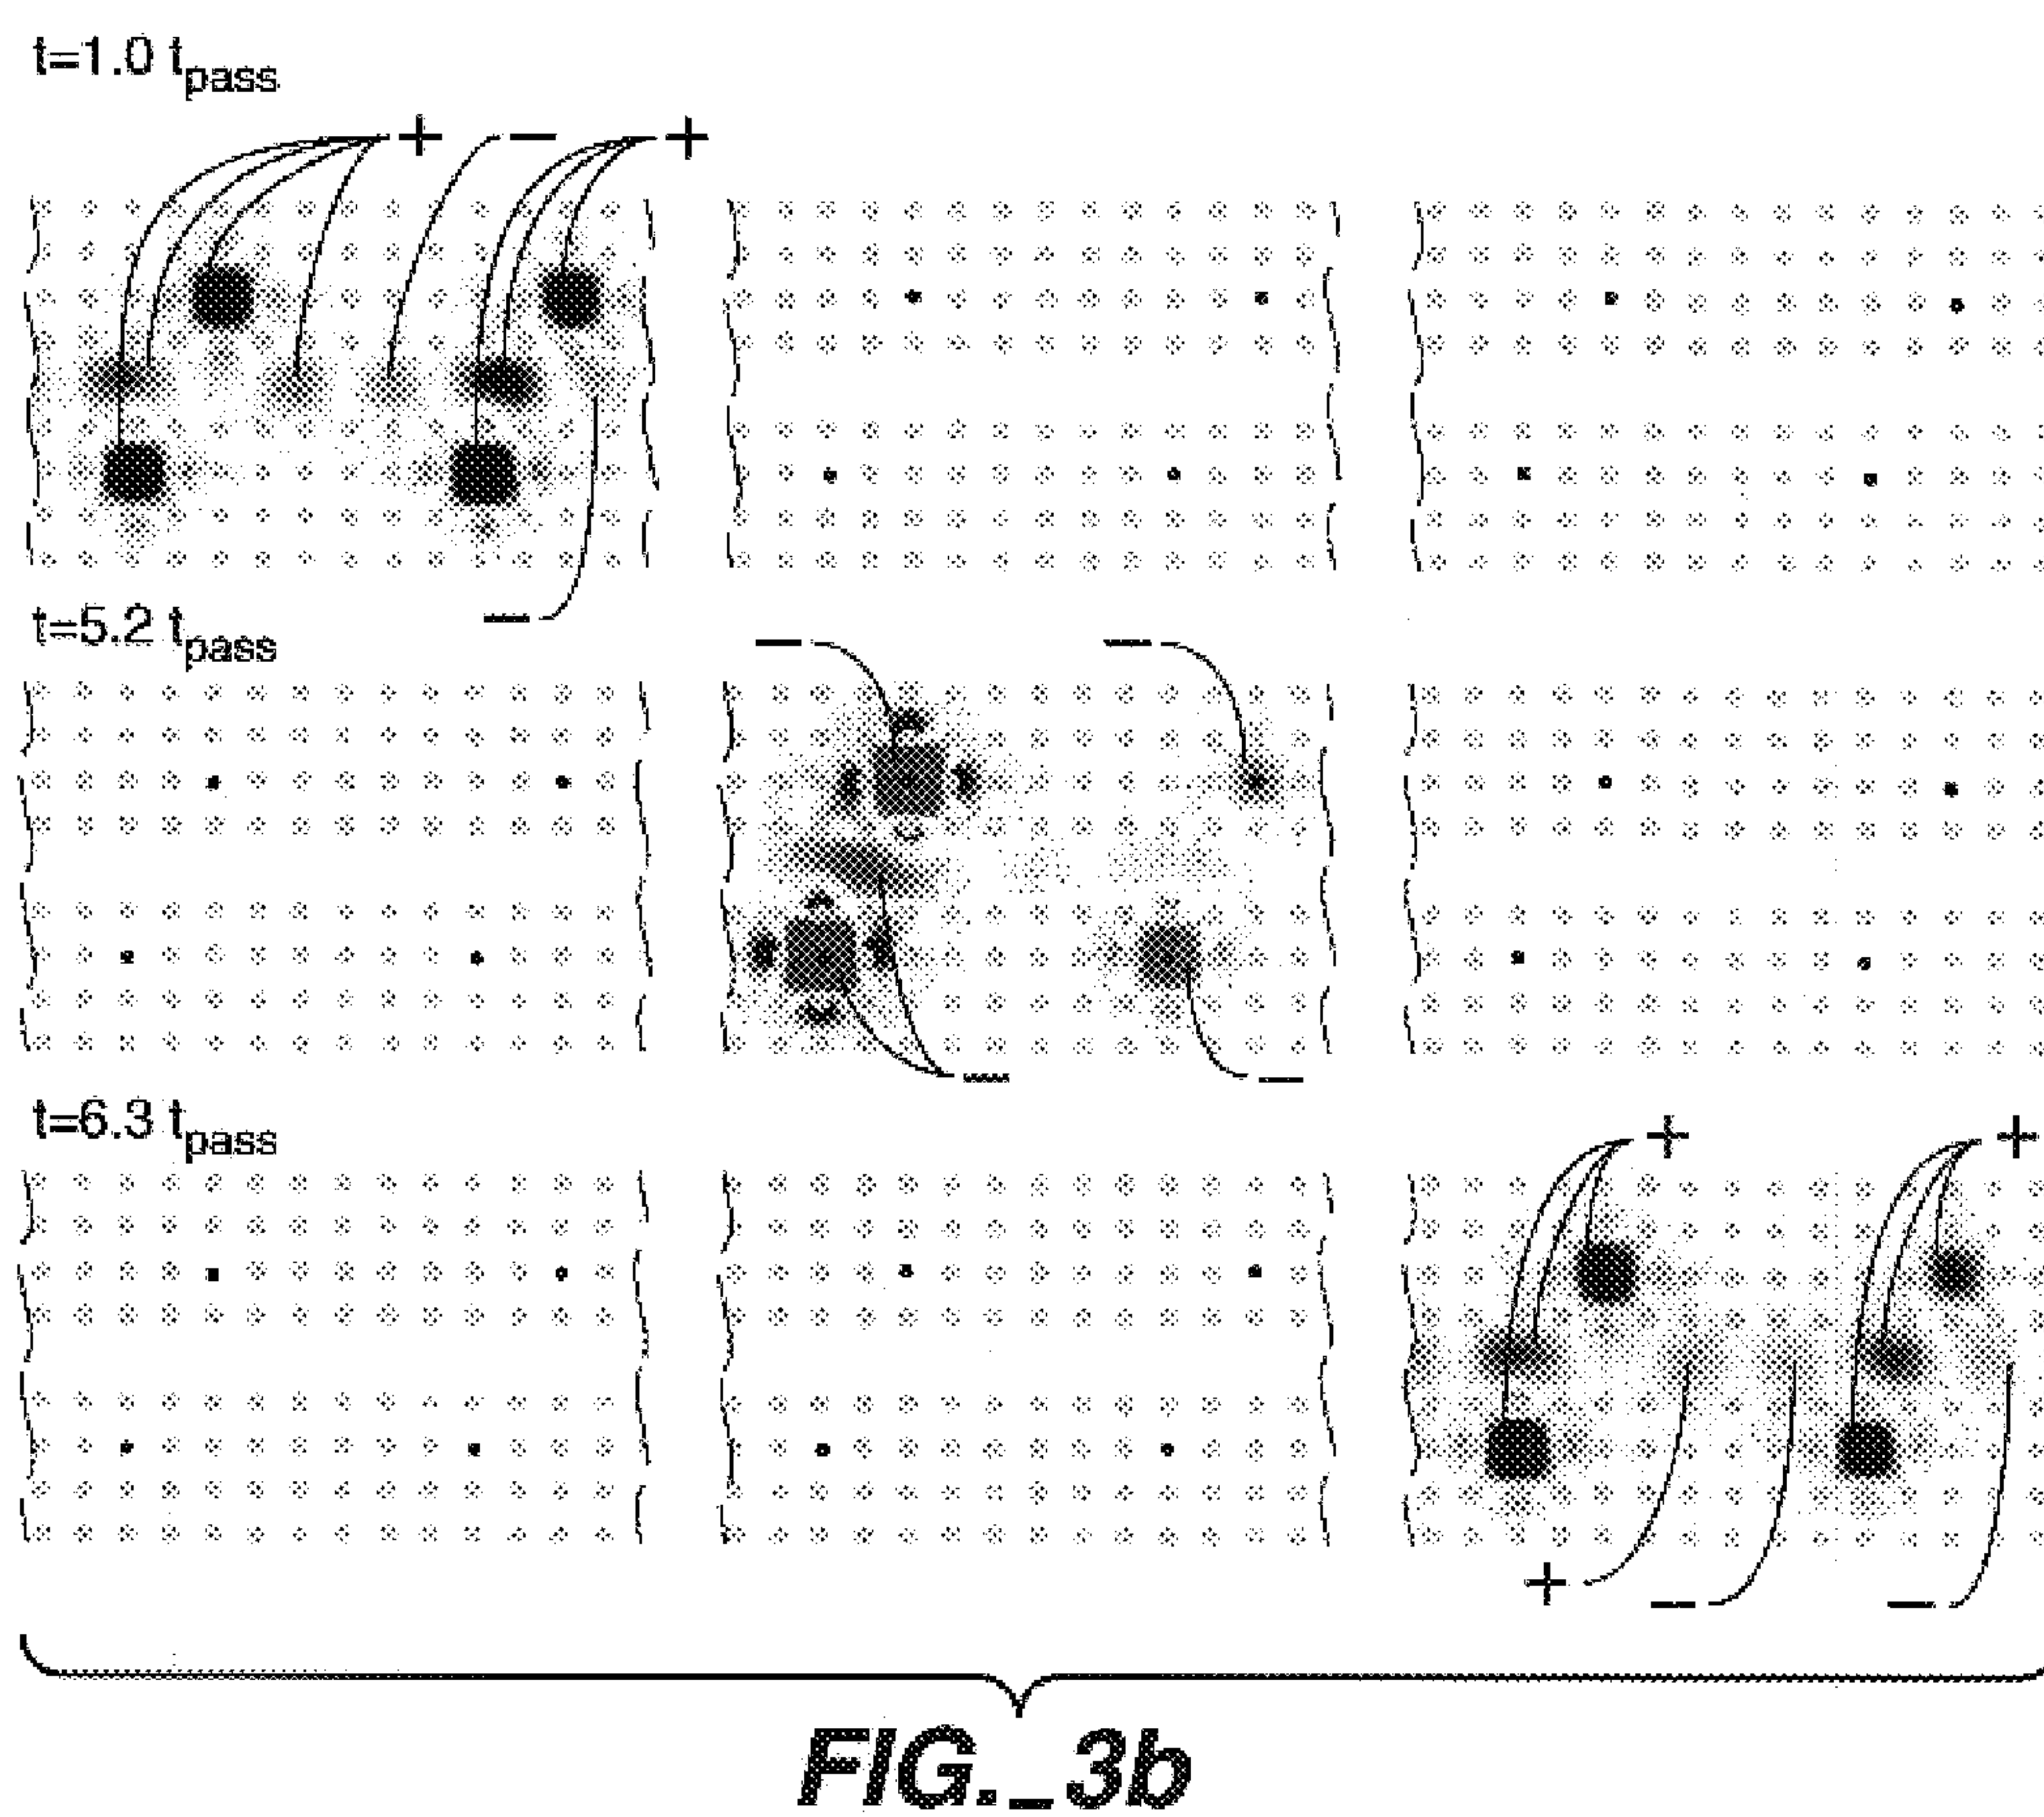 t=1.0 tpass
+ − +
−
t=5.2 tpass
− −
− −
t=6.3 tpass
+ +
+ − −
FIG._3b